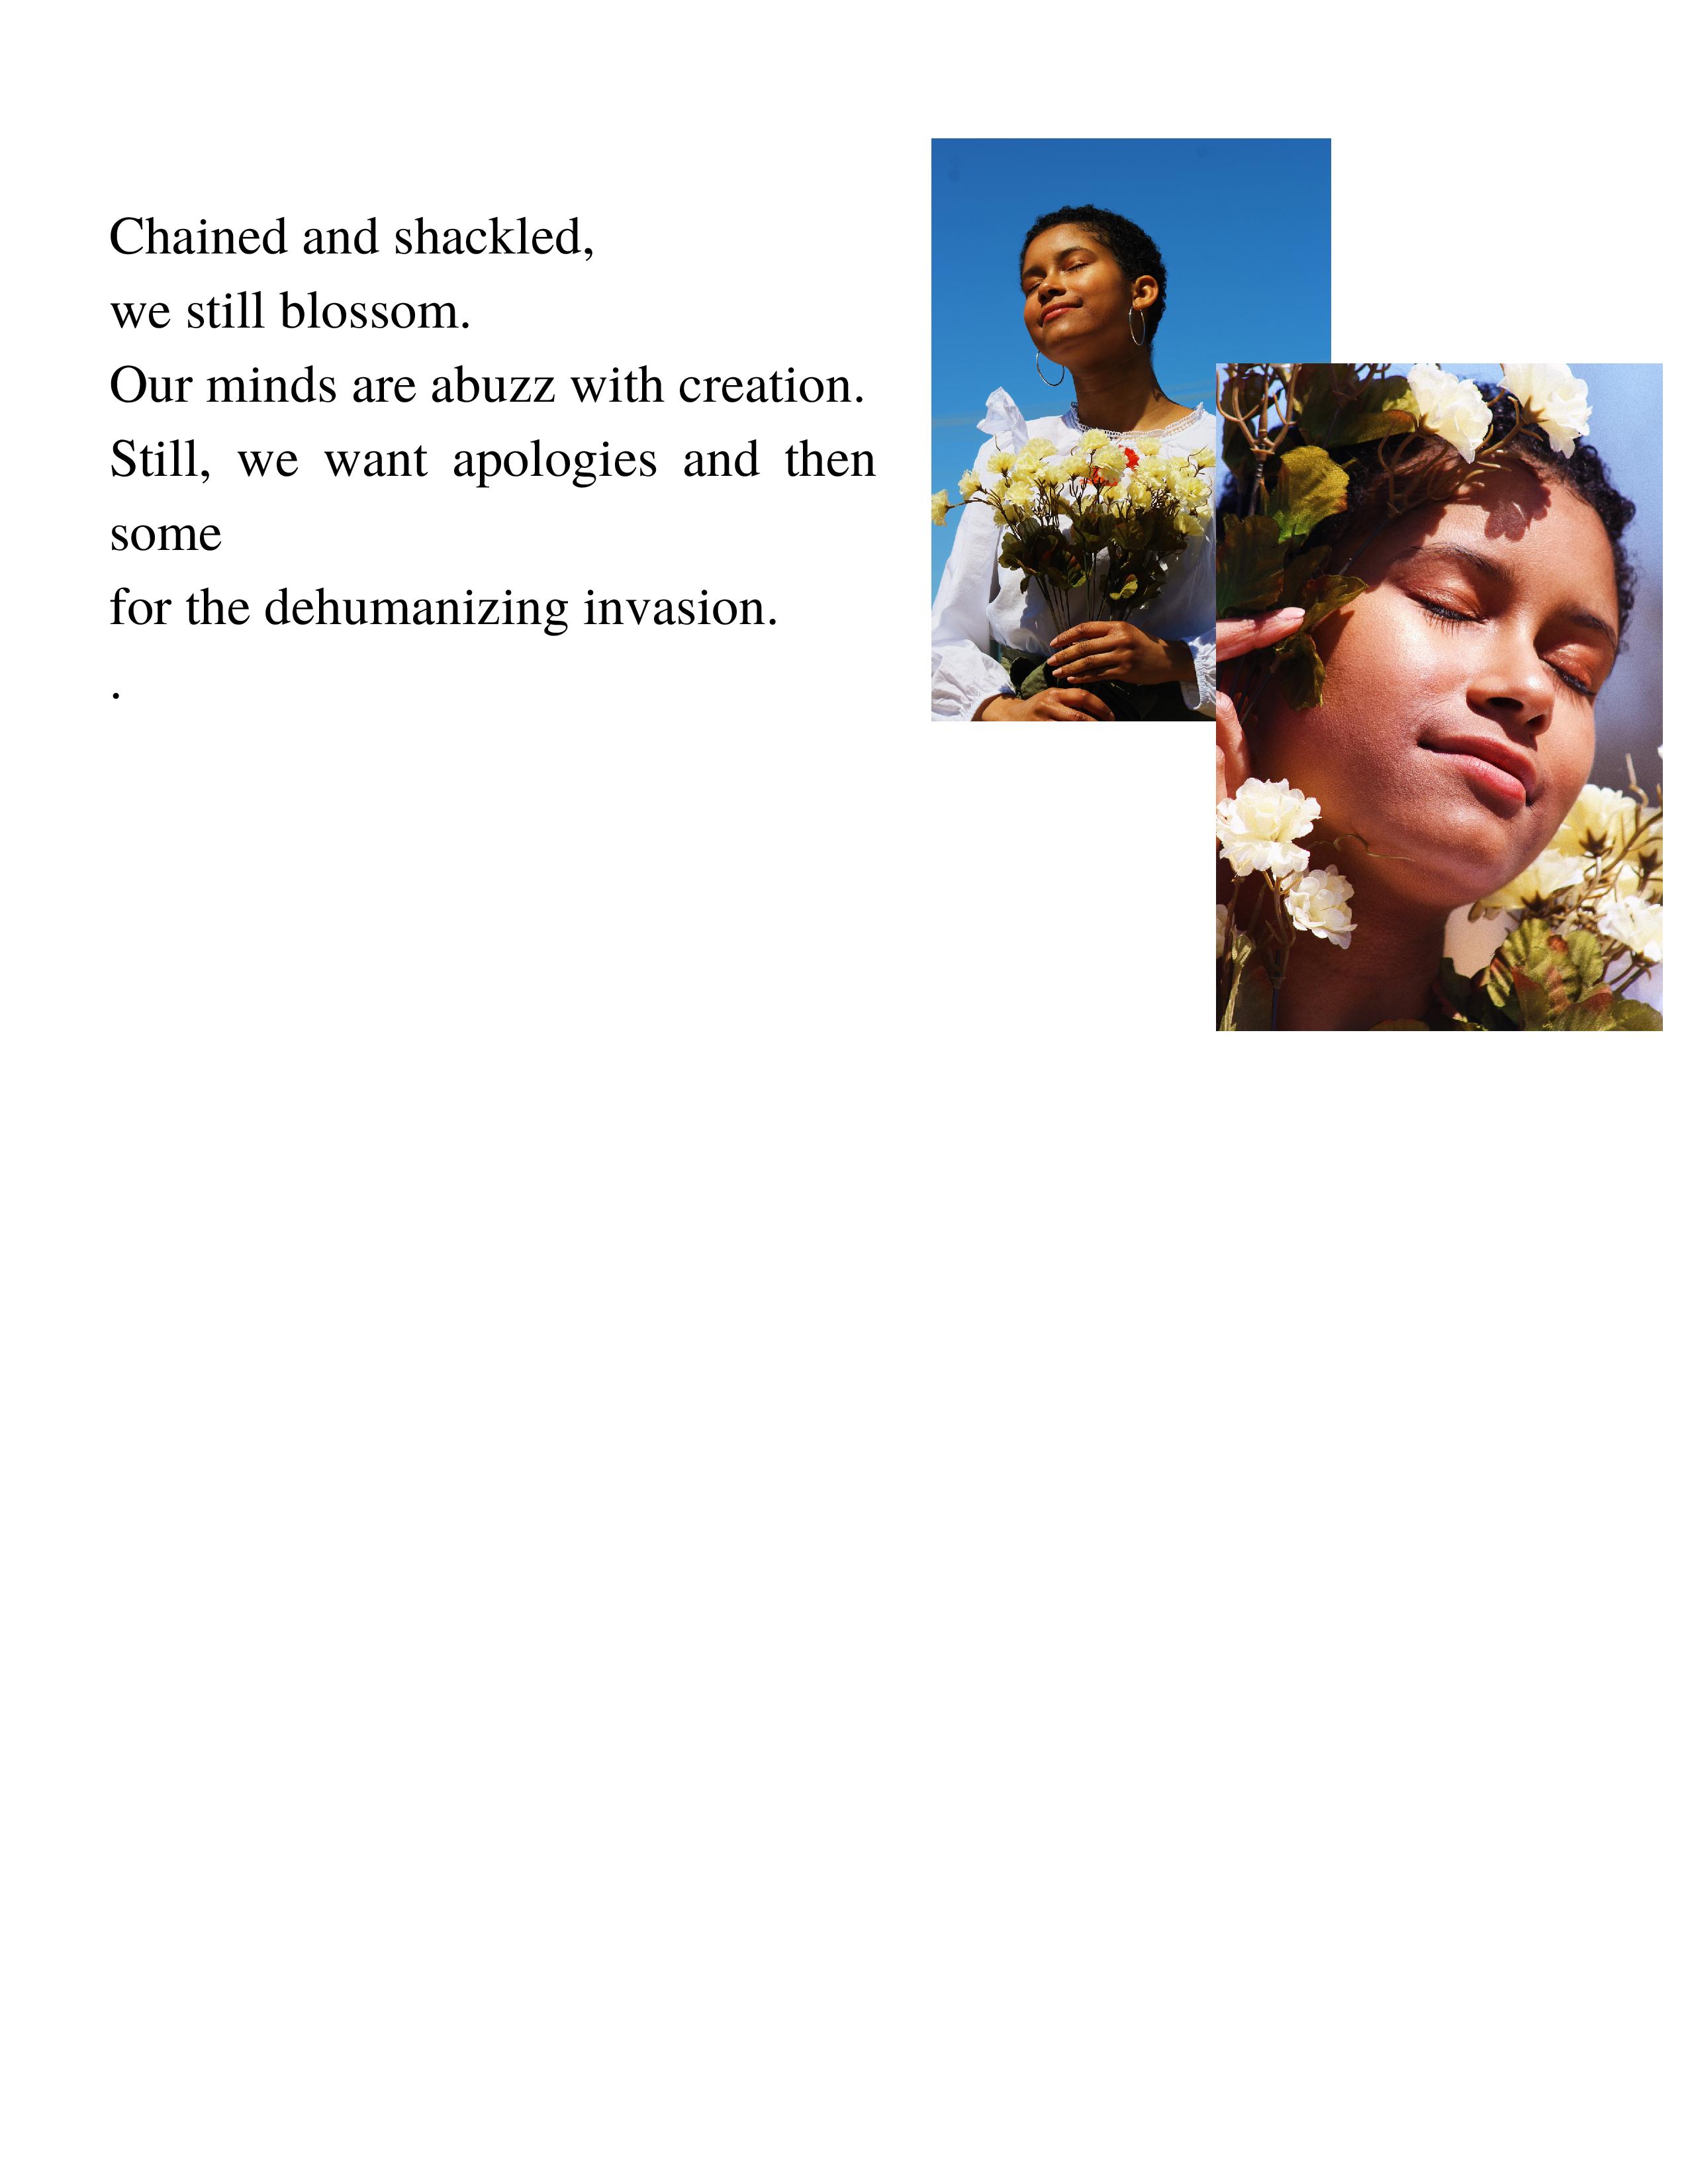 Chained and shackled,
we still blossom.
Our minds are abuzz with creation.
Still, we want apologies and then
some
for the dehumanizing invasion.
.